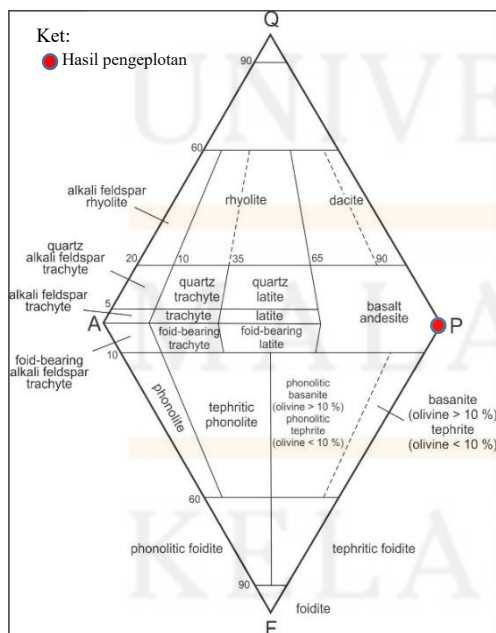 Ket:
Hasil pengeplotan
UNIVE
MALA
KELA
Q
90
60
alkali feldspar
rhyolite
rhyolite
dacite
20
10
35
65
90
quartz
alkali feldspar
trachyte
quartz
trachyte
quartz
latite
alkali feldspar
trachyte
5
trachyte
latite
basalt
andesite
A
P
foid-bearing
trachyte
foid-bearing
latite
foid-bearing
alkali feldspar
trachyte
10
phonolite
tephritic
phonolite
phonolitic
basanite
(olivine > 10 %)
phonolitic
tephrite
(olivine < 10 %)
basanite
(olivine > 10 %)
tephrite
(olivine < 10 %)
60
phonolitic foidite
tephritic foidite
90
foidite
F